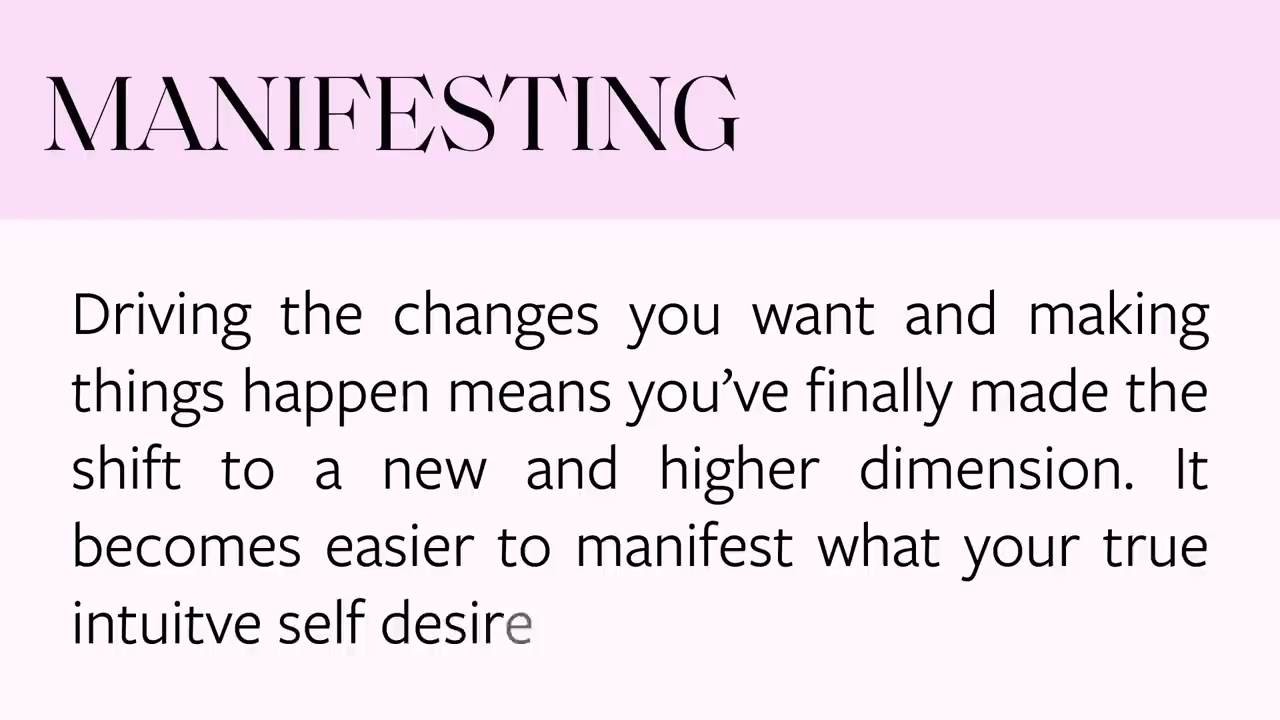 MANIFESTING
Driving the changes you want and making
things happen means you’ve finally made the
shift to a new and higher dimension. It
becomes easier to manifest what your true
intuitve self desire